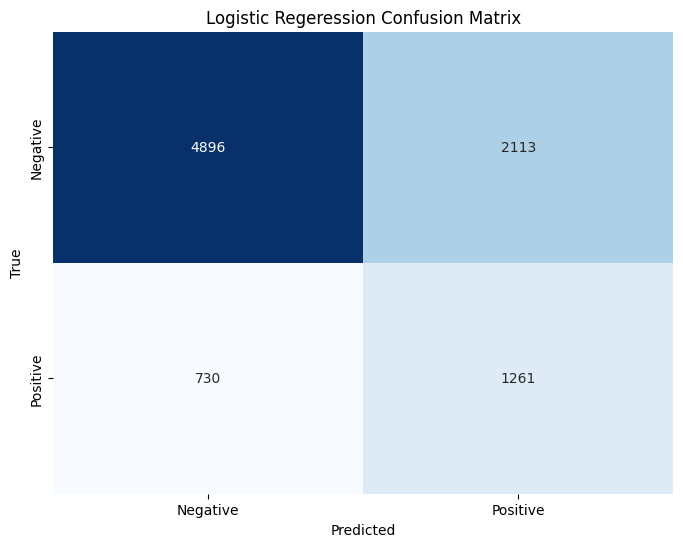 Logistic Regeression Confusion Matrix
True
Negative
4896
2113
Positive
730
1261
Negative
Positive
Predicted